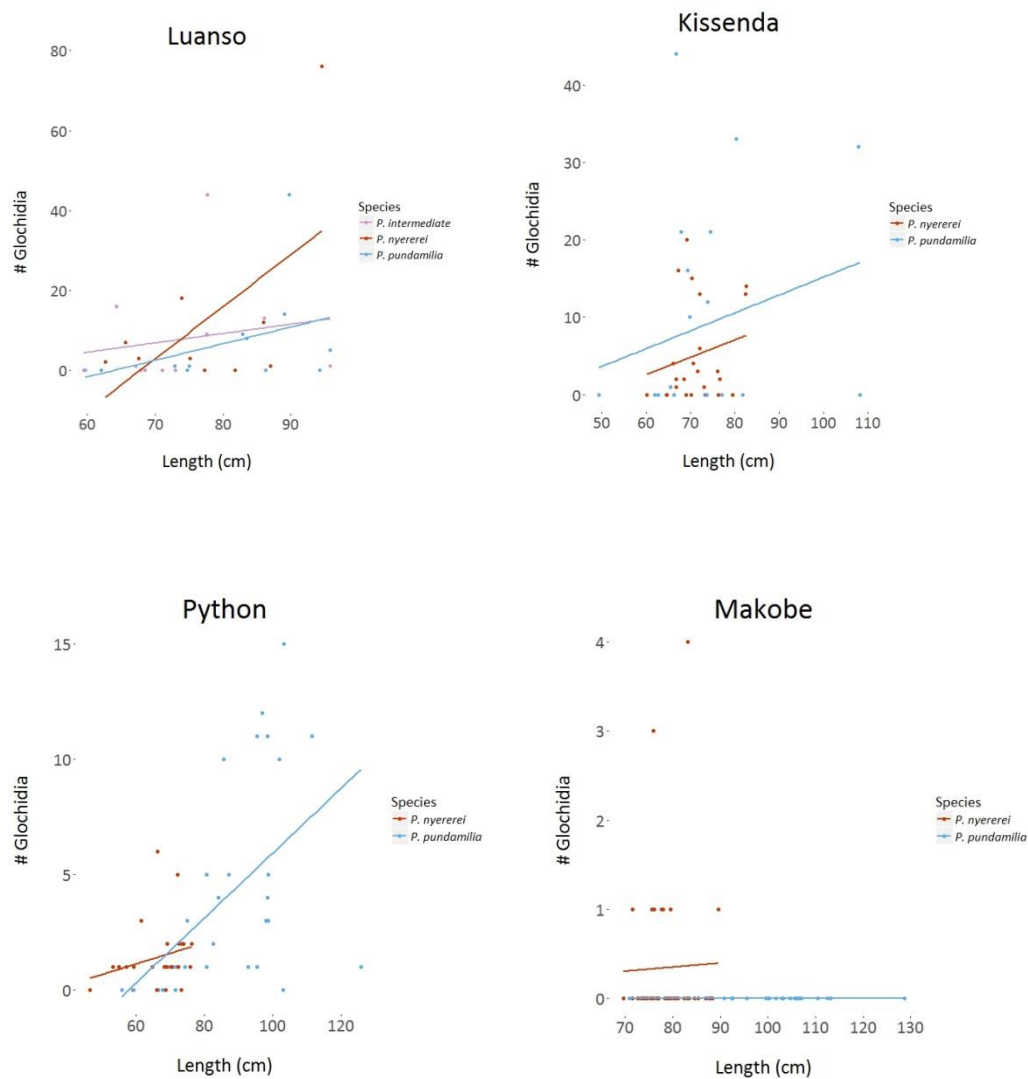 Luanso
80
60
40
20
0
60 70 80 90
# Glochidia
Length (cm)
Species
P. intermediate
P. nyererei
P. pundamilia
Kissenda
40
30
20
10
0
50 60 70 80 90 100 110
# Glochidia
Length (cm)
Species
P. nyererei
P. pundamilia
Python
15
10
5
0
60 80 100 120
# Glochidia
Length (cm)
Species
P. nyererei
P. pundamilia
Makobe
4
3
2
1
0
70 80 90 100 110 120 130
# Glochidia
Length (cm)
Species
P. nyererei
P. pundamilia